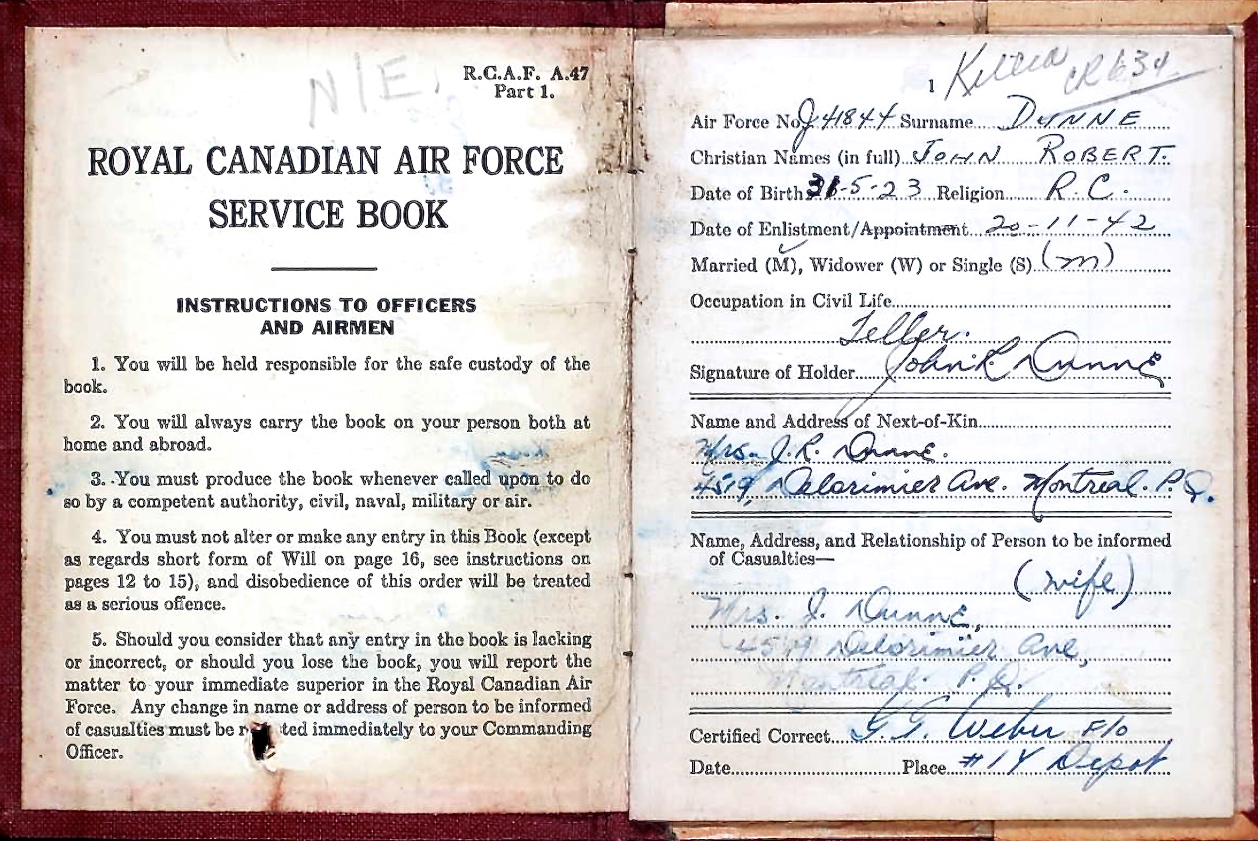 N/E.
R.C.A.F. A.47
Part 1.
ROYAL CANADIAN AIR FORCE
SERVICE BOOK
INSTRUCTIONS TO OFFICERS
AND AIRMEN
1. You will be held responsible for the safe custody of the
book.
2. You will always carry the book on your person both at
home and abroad.
3. You must produce the book whenever called upon to do
so by a competent authority, civil, naval, military or air.
4. You must not alter or make any entry in this Book (except
as regards short form of Will on page 16, see instructions on
pages 12 to 15), and disobedience of this order will be treated
as a serious offence.
5. Should you consider that any entry in the book is lacking
or incorrect, or should you lose the book, you will report the
matter to your immediate superior in the Royal Canadian Air
Force. Any change in name or address of person to be informed
of casualties must be r ted immediately to your Commanding
Officer.
1 Killed CR 634
Air Force No. J41844 Surname DUNNE
Christian Names (in full) JOHN ROBERT.
Date of Birth 31-5-23 Religion R.C.
Date of Enlistment/Appointment 20-11-42
Married (M), Widower (W) or Single (S) (m)
Occupation in Civil Life
Teller.
Signature of Holder John R Dunne
Name and Address of Next-of-Kin
Mrs. J.R. Dunne.
4519, Delorimier Ave. Montreal. P.Q.
Name, Address, and Relationship of Person to be informed
of Casualties—
(wife)
Mrs. J. Dunne,
4519 Delorimier Ave,
Montreal. P.Q.
Certified Correct G.G. Weber F/O
Date Place #1Y Depot